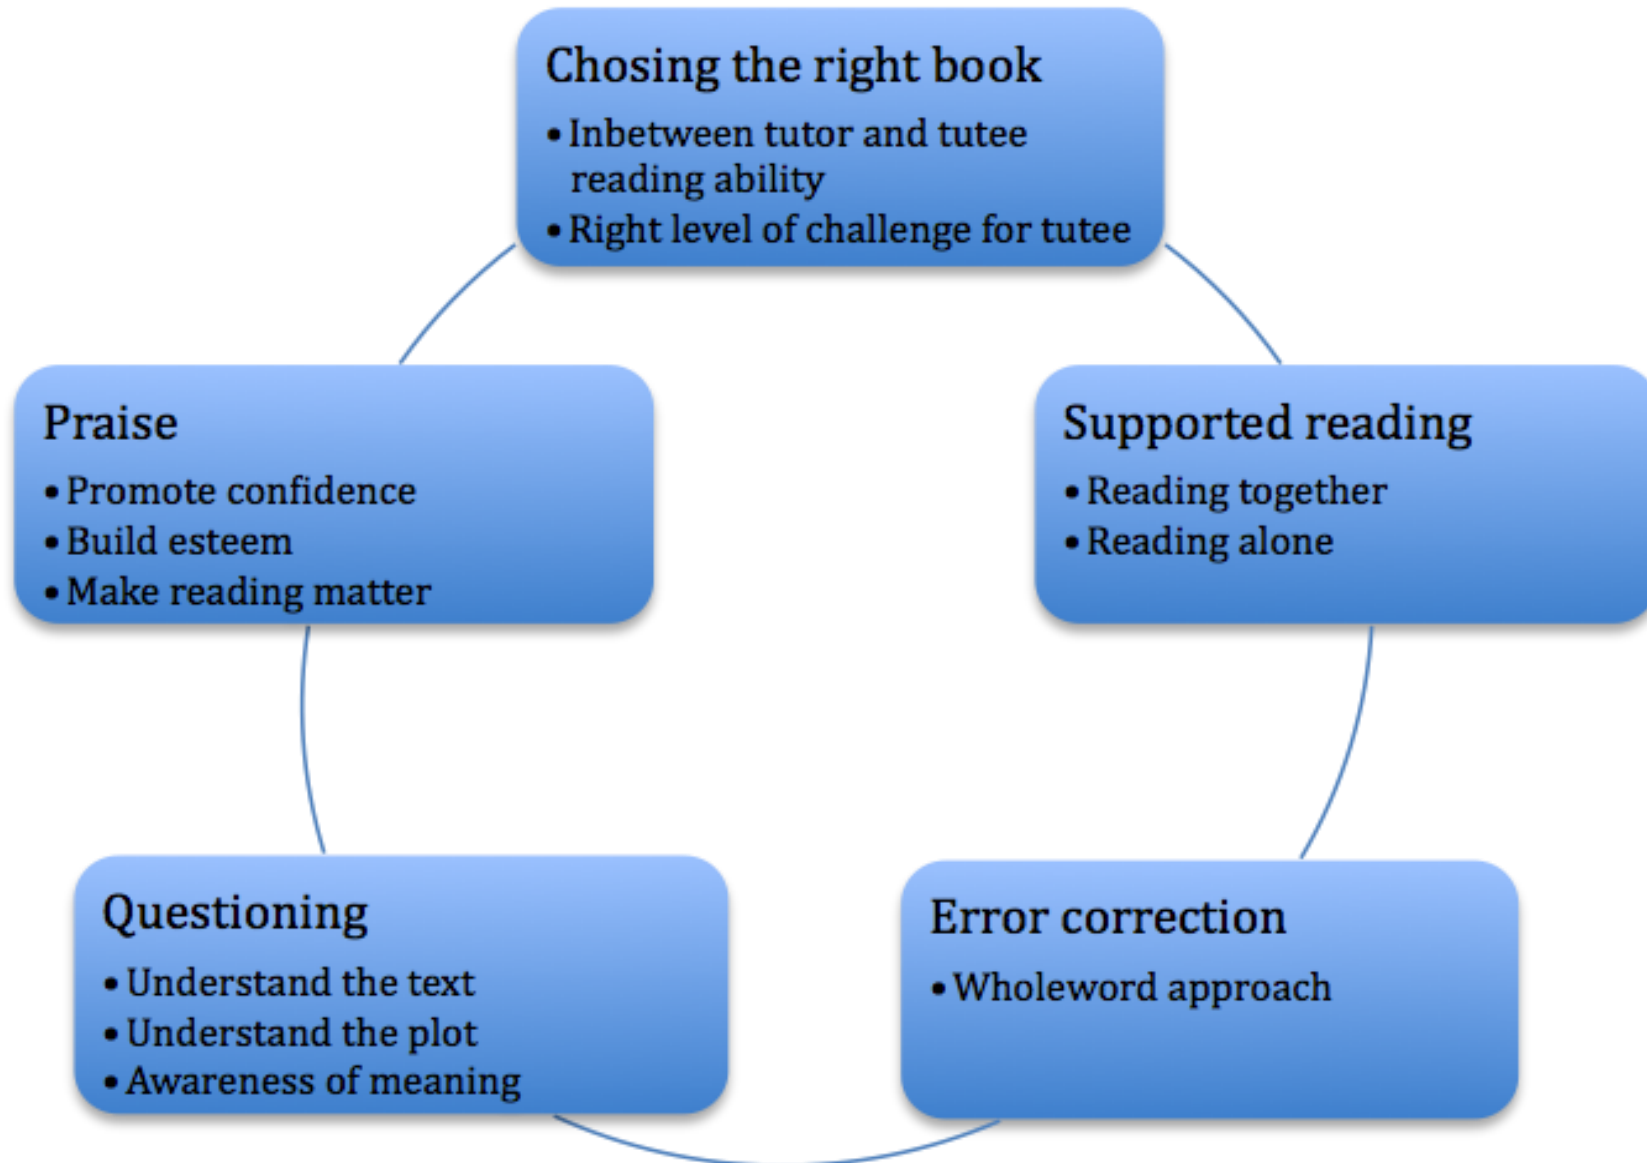 Chosing the right book
• Inbetween tutor and tutee
reading ability
• Right level of challenge for tutee
Supported reading
• Reading together
• Reading alone
Error correction
• Wholeword approach
Questioning
• Understand the text
• Understand the plot
• Awareness of meaning
Praise
• Promote confidence
• Build esteem
• Make reading matter